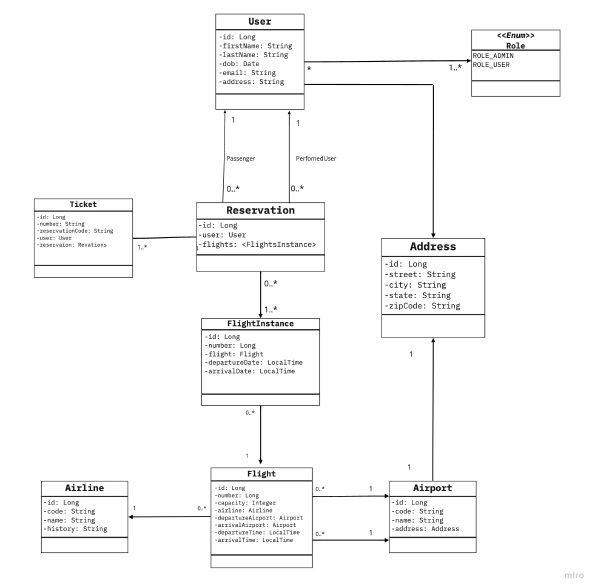 User
-id: Long
-firstName: String
-lastName: String
-dob: Date
-email: String
-address: String
<<Enum>>
Role
ROLE_ADMIN
ROLE_USER
*
1..*
1
1
Passenger
PerfomedUser
0..*
0..*
Ticket
-id: Long
-number: String
-reservationCode: String
-user: User
-reservaion: Revations
1..*
Reservation
-id: Long
-user: User
-flights: <FlightsInstance>
Address
-id: Long
-street: String
-city: String
-state: String
-zipCode: String
0..*
1..*
FlightInstance
-id: Long
-number: Long
-flight: Flight
-departureDate: LocalTime
-arrivalDate: LocalTime
1
0..*
1
1
Flight
-id: Long
-number: Long
-capacity: Integer
-airline: Airline
-departureAirport: Airport
-arrivalAirport: Airport
-departureTime: LocalTime
-arrivalTime: LocalTime
Airline
-id: Long
-code: String
-name: String
-history: String
1
0..*
0..*
1
0..*
1
Airport
-id: Long
-code: String
-name: String
-address: Address
miro